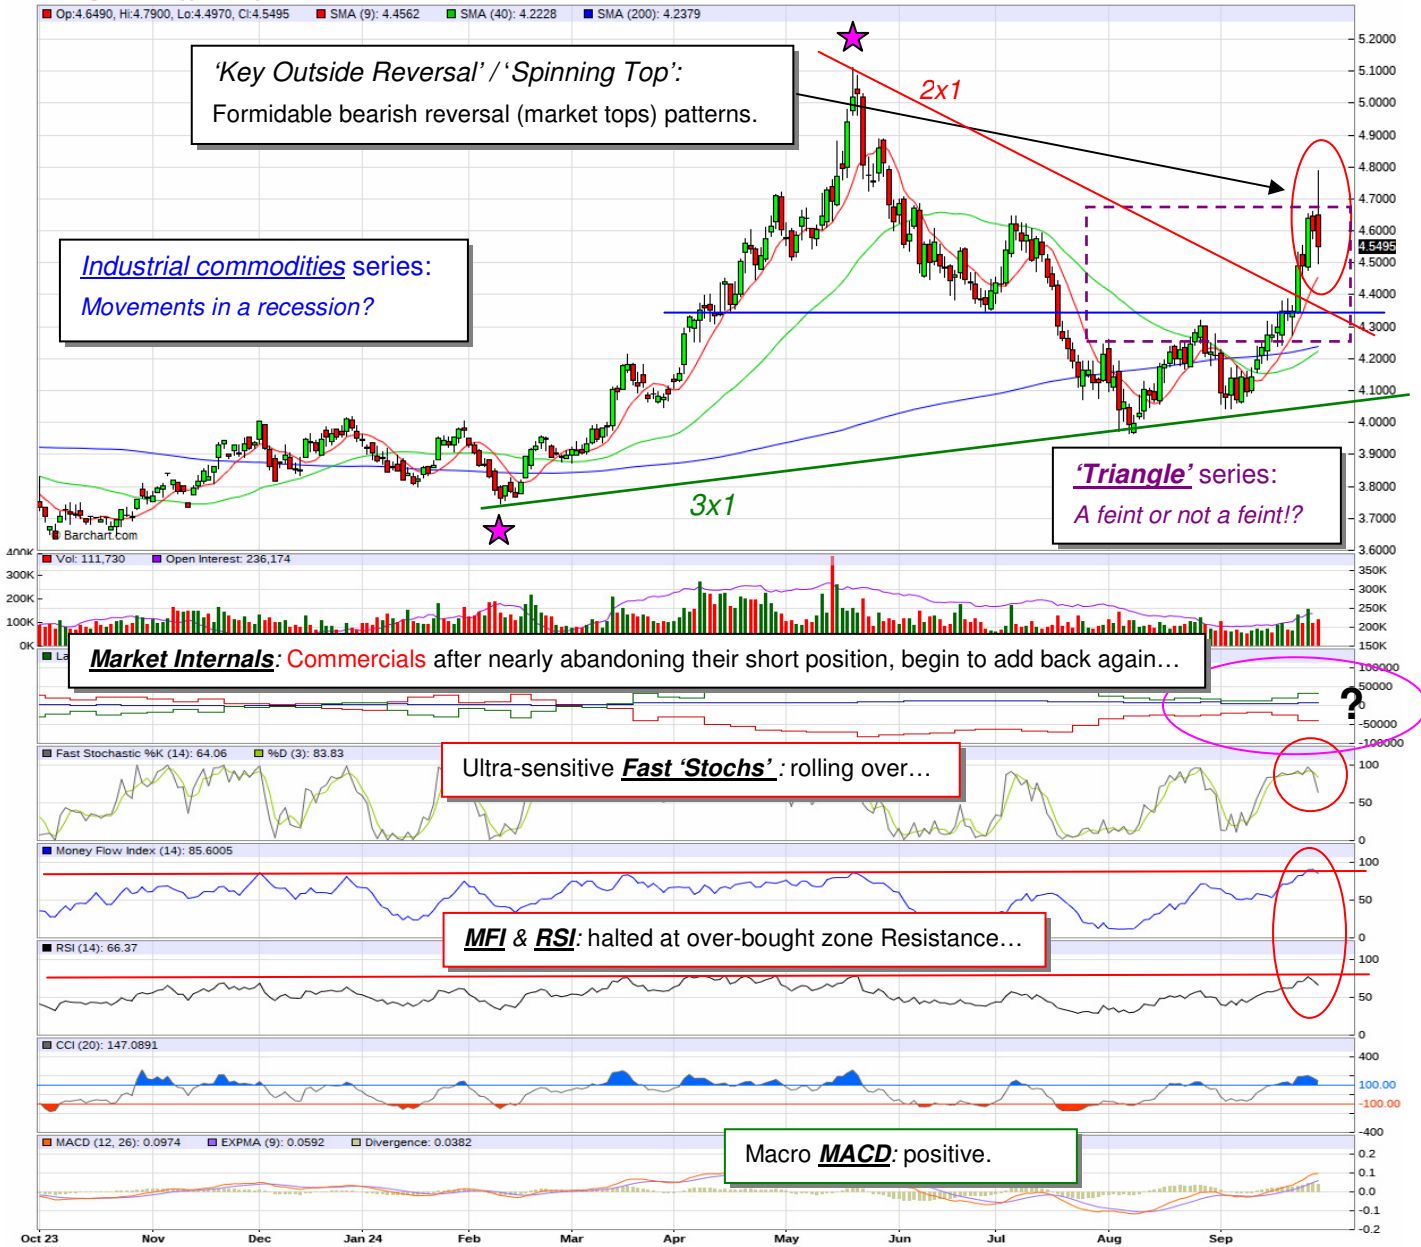 Op:4.6490, Hi:4.7900, Lo:4.4970, Cl:4.5495 SMA (9): 4.4562 SMA (40): 4.2228 SMA (200): 4.2379
5.2000
5.1000
5.0000
4.9000
4.8000
4.7000
4.6000
4.5495
4.5000
4.4000
4.3000
4.2000
4.1000
4.0000
3.9000
3.8000
3.7000
3.6000
'Key Outside Reversal' / 'Spinning Top':
Formidable bearish reversal (market tops) patterns.
2x1
Industrial commodities series:
Movements in a recession?
'Triangle' series:
A feint or not a feint!?
3x1
© Barchart.com
Vol: 111,730 Open Interest: 236,174
400K
300K
200K
100K
0K
350K
300K
250K
200K
150K
Market Internals: Commercials after nearly abandoning their short position, begin to add back again…
La
100000
50000
0
-50000
-100000
?
Fast Stochastic %K (14): 64.06 %D (3): 83.83
Ultra-sensitive Fast 'Stochs' : rolling over…
100
50
0
Money Flow Index (14): 85.6005
100
50
0
MFI & RSI: halted at over-bought zone Resistance…
RSI (14): 66.37
100
50
0
CCI (20): 147.0891
400
100.00
-100.00
-400
MACD (12, 26): 0.0974 EXPMA (9): 0.0592 Divergence: 0.0382
Macro MACD: positive.
0.2
0.1
0.0
-0.1
-0.2
Oct 23 Nov Dec Jan 24 Feb Mar Apr May Jun Jul Aug Sep